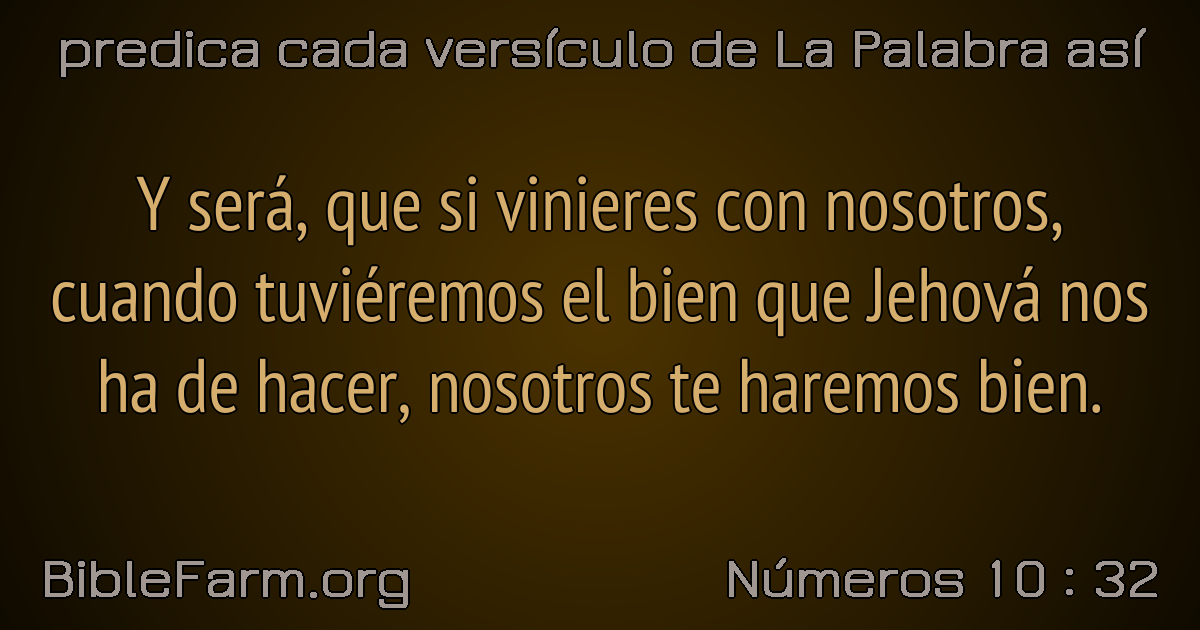 predica cada versículo de La Palabra así
Y será, que si vinieres con nosotros,
cuando tuviéremos el bien que Jehová nos
ha de hacer, nosotros te haremos bien.
BibleFarm.org
Números 10 : 32